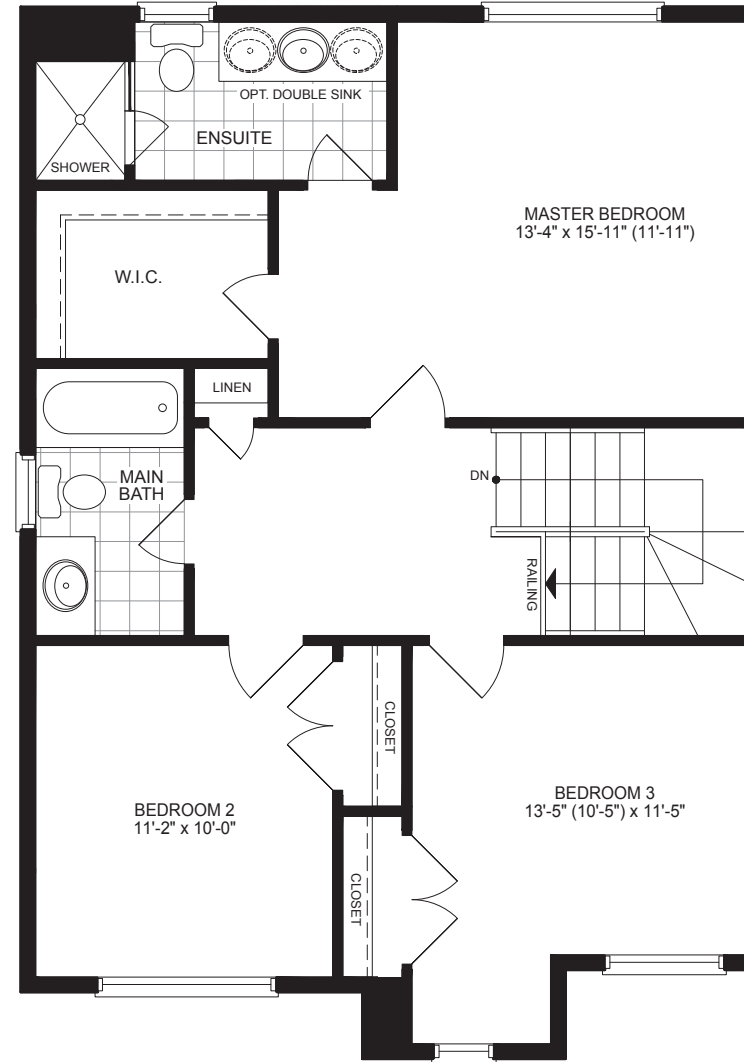 OPT. DOUBLE SINK
ENSUITE
SHOWER
MASTER BEDROOM
13'-4" x 15'-11" (11'-11")
W.I.C.
LINEN
MAIN
BATH
DN
RAILING
CLOSET
BEDROOM 2
11'-2" x 10'-0"
BEDROOM 3
13'-5" (10'-5") x 11'-5"
CLOSET